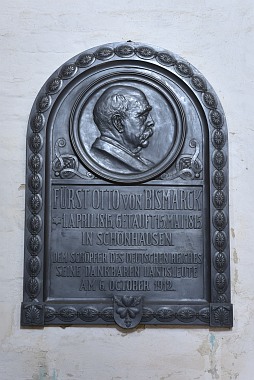 FÜRST OTTO VON BISMARCK
1. APRIL 1815, GETAUFT 15. MAI 1815
IN SCHÖNHAUSEN.
DEM SCHÖPFER DES DEUTSCHEN REICHES
SEINE DANKBAREN LANDSLEUTE
AM 6. OCTOBER 1912.